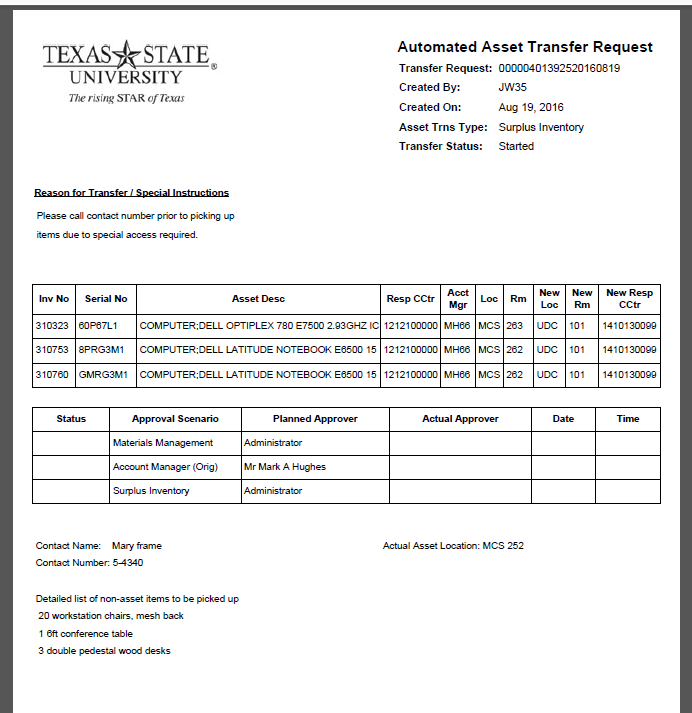 TEXAS STATE
UNIVERSITY®
The rising STAR of Texas
Automated Asset Transfer Request
Transfer Request: 00000401392520160819
Created By: JW35
Created On: Aug 19, 2016
Asset Trns Type: Surplus Inventory
Transfer Status: Started
Reason for Transfer / Special Instructions
Please call contact number prior to picking up
items due to special access required.
Inv No Serial No Asset Desc Resp CCtr Acct Mgr Loc Rm New Loc New Rm New Resp CCtr
310323 60P67L1 COMPUTER;DELL OPTIPLEX 780 E7500 2.93GHZ IC 1212100000 MH66 MCS 263 UDC 101 1410130099
310753 8PRG3M1 COMPUTER;DELL LATITUDE NOTEBOOK E6500 15 1212100000 MH66 MCS 262 UDC 101 1410130099
310760 GMRG3M1 COMPUTER;DELL LATITUDE NOTEBOOK E6500 15 1212100000 MH66 MCS 262 UDC 101 1410130099
Status Approval Scenario Planned Approver Actual Approver Date Time
Materials Management Administrator
Account Manager (Orig) Mr Mark A Hughes
Surplus Inventory Administrator
Contact Name: Mary frame Actual Asset Location: MCS 252
Contact Number: 5-4340
Detailed list of non-asset items to be picked up
20 workstation chairs, mesh back
1 6ft conference table
3 double pedestal wood desks